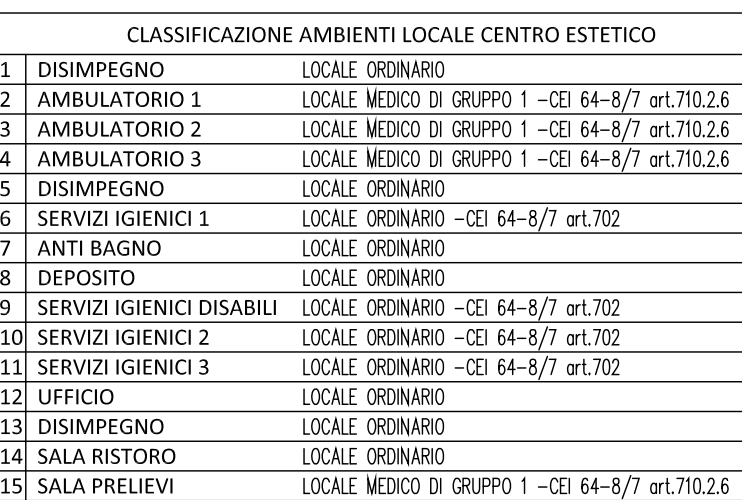 CLASSIFICAZIONE AMBIENTI LOCALE CENTRO ESTETICO
1 DISIMPEGNO LOCALE ORDINARIO
2 AMBULATORIO 1 LOCALE MEDICO DI GRUPPO 1 -CEI 64-8/7 art.710.2.6
3 AMBULATORIO 2 LOCALE MEDICO DI GRUPPO 1 -CEI 64-8/7 art.710.2.6
4 AMBULATORIO 3 LOCALE MEDICO DI GRUPPO 1 -CEI 64-8/7 art.710.2.6
5 DISIMPEGNO LOCALE ORDINARIO
6 SERVIZI IGIENICI 1 LOCALE ORDINARIO -CEI 64-8/7 art.702
7 ANTI BAGNO LOCALE ORDINARIO
8 DEPOSITO LOCALE ORDINARIO
9 SERVIZI IGIENICI DISABILI LOCALE ORDINARIO -CEI 64-8/7 art.702
10 SERVIZI IGIENICI 2 LOCALE ORDINARIO -CEI 64-8/7 art.702
11 SERVIZI IGIENICI 3 LOCALE ORDINARIO -CEI 64-8/7 art.702
12 UFFICIO LOCALE ORDINARIO
13 DISIMPEGNO LOCALE ORDINARIO
14 SALA RISTORO LOCALE ORDINARIO
15 SALA PRELIEVI LOCALE MEDICO DI GRUPPO 1 -CEI 64-8/7 art.710.2.6